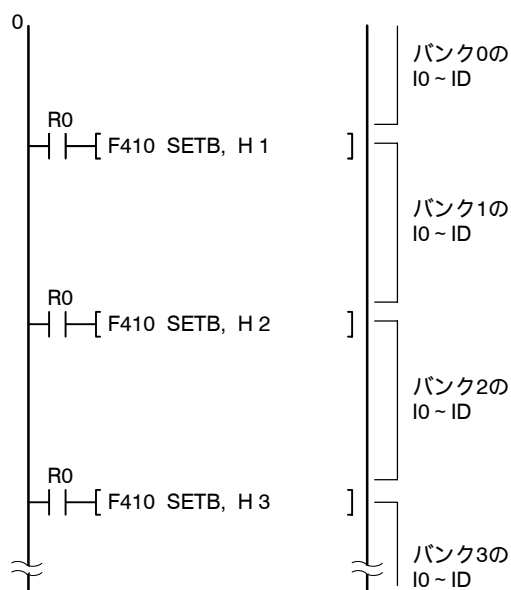 0
バンク0の
I0 ~ ID
R0
F410 SETB, H 1
バンク1の
I0 ~ ID
R0
F410 SETB, H 2
バンク2の
I0 ~ ID
R0
F410 SETB, H 3
バンク3の
I0 ~ ID